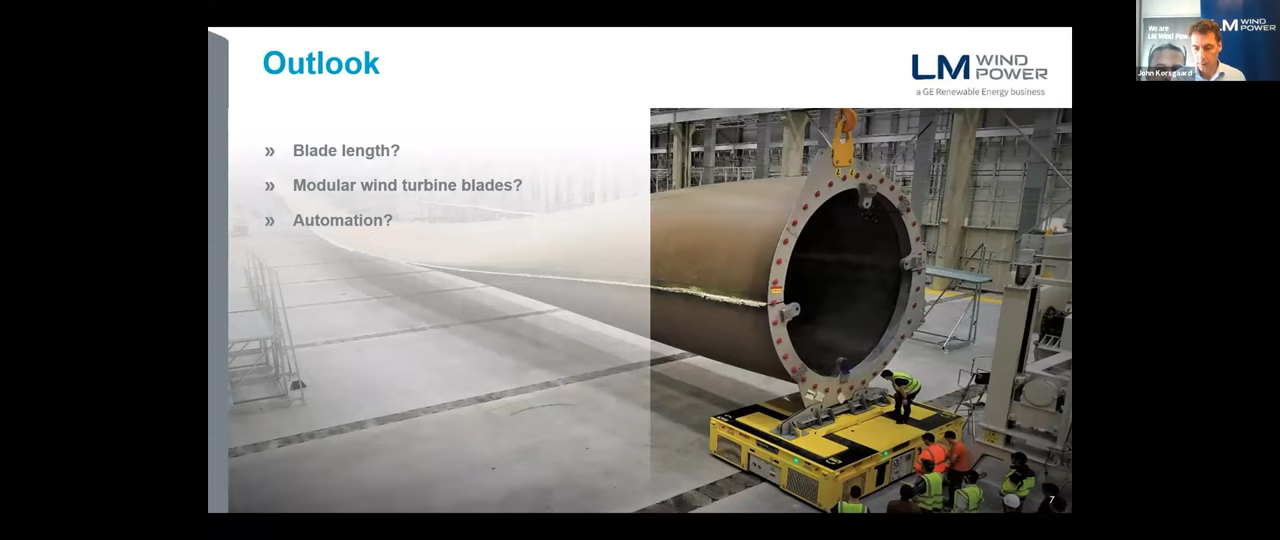 Outlook
LM WIND POWER
a GE Renewable Energy business
» Blade length?
» Modular wind turbine blades?
» Automation?
7
We are
LM Wind Pow
LM WIND POWER
John Korsgaard